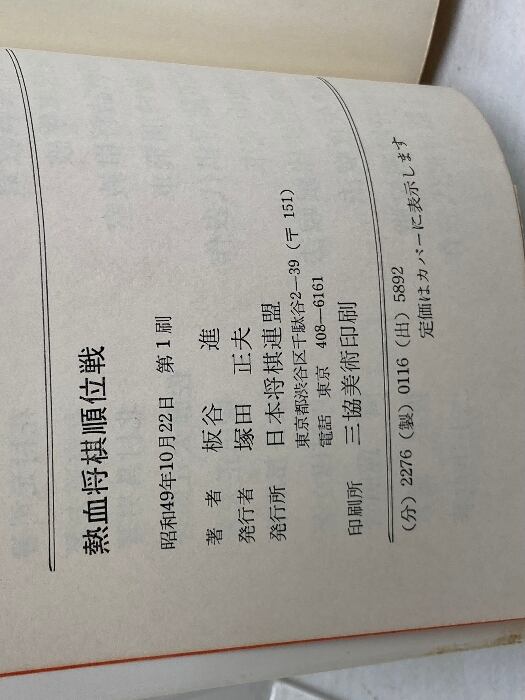 熱血将棋順位戦
昭和49年10月22日 第1刷
著者 板谷進
発行者 塚田正夫
発行所 日本将棋連盟
東京都渋谷区千駄谷2―39（〒151）
電話 東京 408―6161
印刷所 三協美術印刷
（分）2276（製）0116（出）5892
定価はカバーに表示します